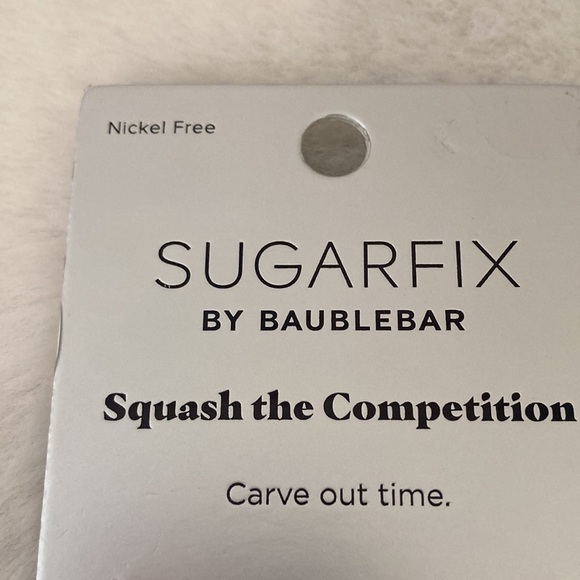 Nickel Free
SUGARFIX
BY BAUBLEBAR
Squash the Competition
Carve out time.